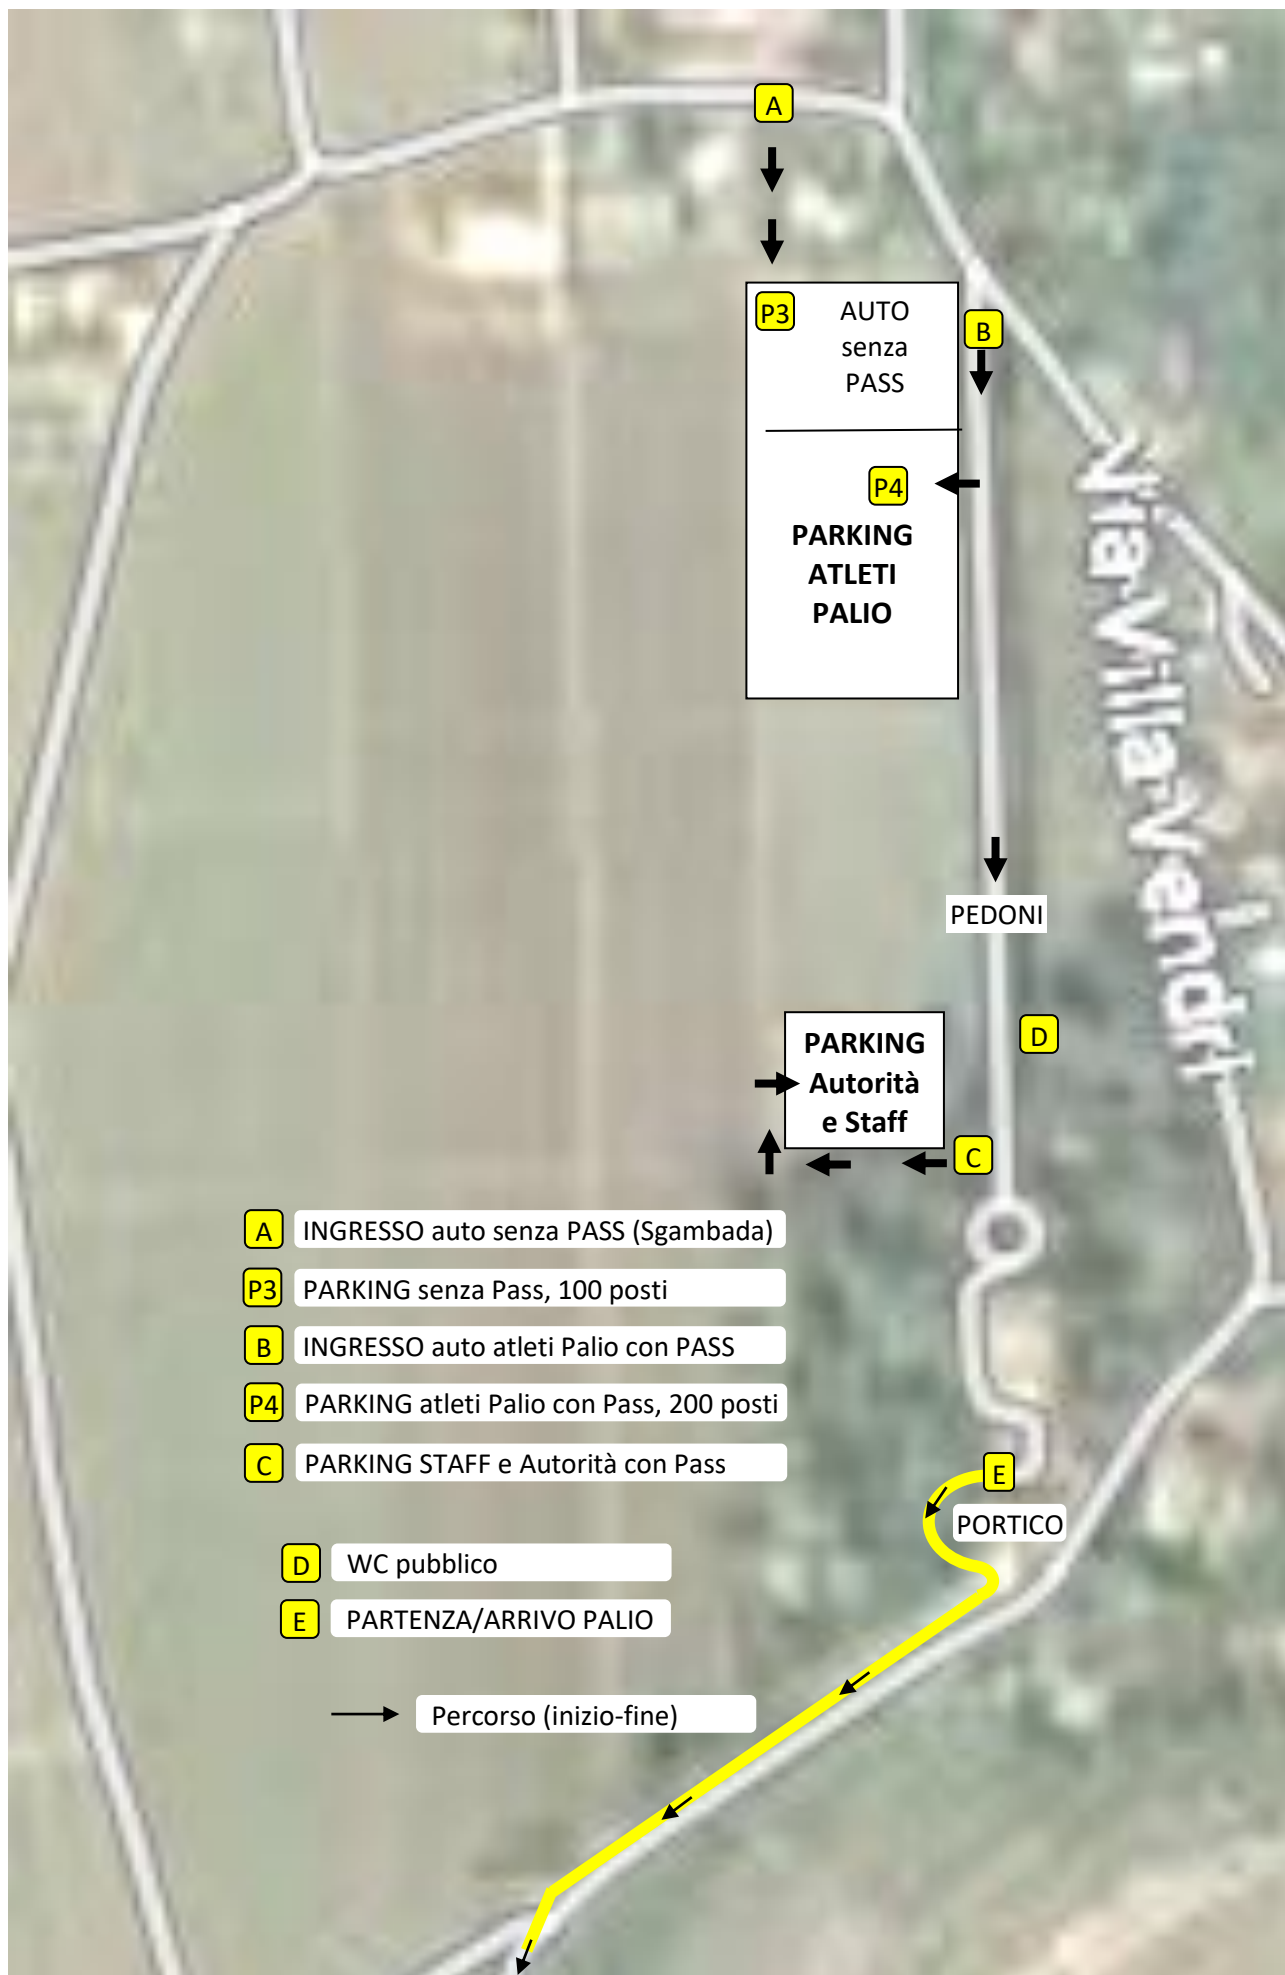 A
P3
AUTO
senza
PASS
B
P4
PARKING
ATLETI
PALIO
Via Villa Vendri
PEDONI
PARKING
Autorità
e Staff
D
C
A INGRESSO auto senza PASS (Sgambada)
P3 PARKING senza Pass, 100 posti
B INGRESSO auto atleti Palio con PASS
P4 PARKING atleti Palio con Pass, 200 posti
C PARKING STAFF e Autorità con Pass
E
PORTICO
D WC pubblico
E PARTENZA/ARRIVO PALIO
Percorso (inizio-fine)